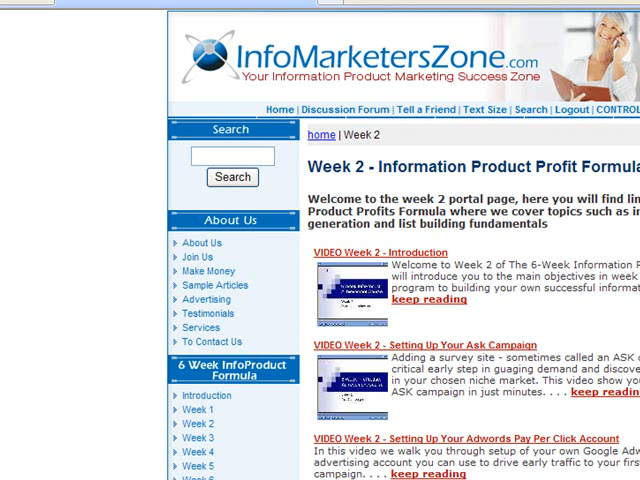 InfoMarketersZone.com
Your Information Product Marketing Success Zone
Home | Discussion Forum | Tell a Friend | Text Size | Search | Logout | CONTROL
Search
Search
About Us
About Us
Join Us
Make Money
Sample Articles
Advertising
Testimonials
Services
To Contact Us
6 Week InfoProduct
Formula
Introduction
Week 1
Week 2
Week 3
Week 4
Week 5
home | Week 2
Week 2 - Information Product Profit Formula
Welcome to the week 2 portal page, here you will find
Product Profits Formula where we cover topics such as
generation and list building fundamentals
VIDEO Week 2 - Introduction
Welcome to Week 2 of The 6-Week Information
will introduce you to the main objectives in week
program to building your own successful
keep reading
VIDEO Week 2 - Setting Up Your Ask Campaign
Adding a survey site - sometimes called an ASK
critical early step in guaging demand and
in your chosen niche market. This video show
ASK campaign in just minutes. . . . keep reading
VIDEO Week 2 - Setting Up Your Adwords Pay Per Click Account
In this video we walk you through setup of your own Google
advertising account you can use to drive early traffic to your
campaign. . . . keep reading